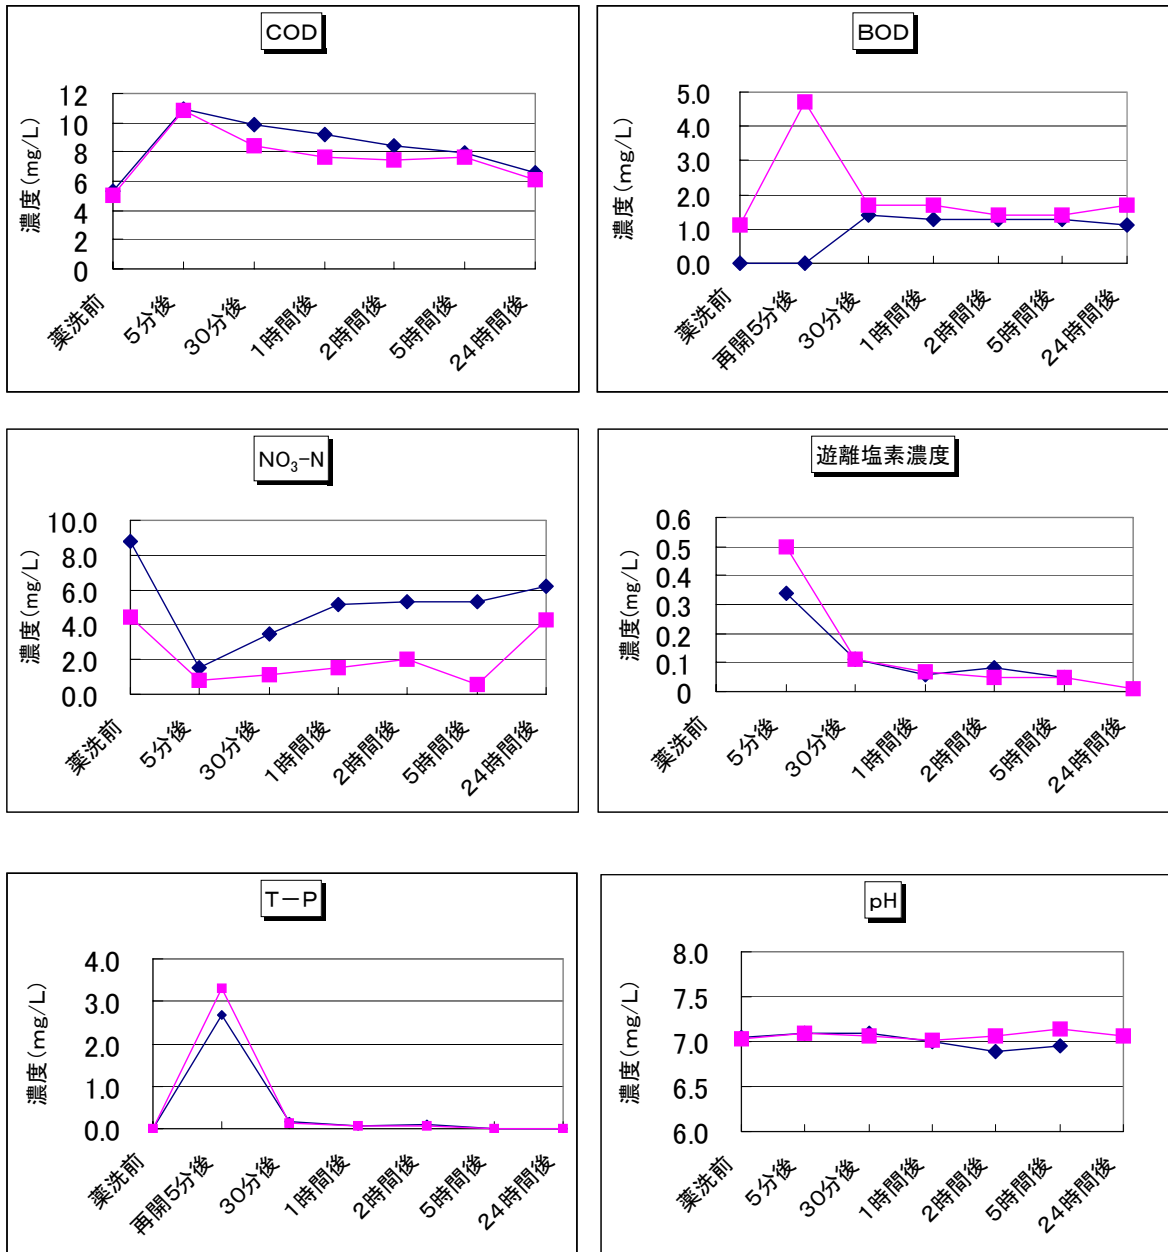 COD
濃度(mg/L)
12
10
8
6
4
2
0
薬洗前
5分後
30分後
1時間後
2時間後
5時間後
24時間後
BOD
濃度(mg/L)
5.0
4.0
3.0
2.0
1.0
0.0
薬洗前
再開5分後
30分後
1時間後
2時間後
5時間後
24時間後
NO₃-N
濃度(mg/L)
10.0
8.0
6.0
4.0
2.0
0.0
薬洗前
5分後
30分後
1時間後
2時間後
5時間後
24時間後
遊離塩素濃度
濃度(mg/L)
0.6
0.5
0.4
0.3
0.2
0.1
0
薬洗前
5分後
30分後
1時間後
2時間後
5時間後
24時間後
T-P
濃度(mg/L)
4.0
3.0
2.0
1.0
0.0
薬洗前
再開5分後
30分後
1時間後
2時間後
5時間後
24時間後
pH
濃度(mg/L)
8.0
7.5
7.0
6.5
6.0
薬洗前
5分後
30分後
1時間後
2時間後
5時間後
24時間後